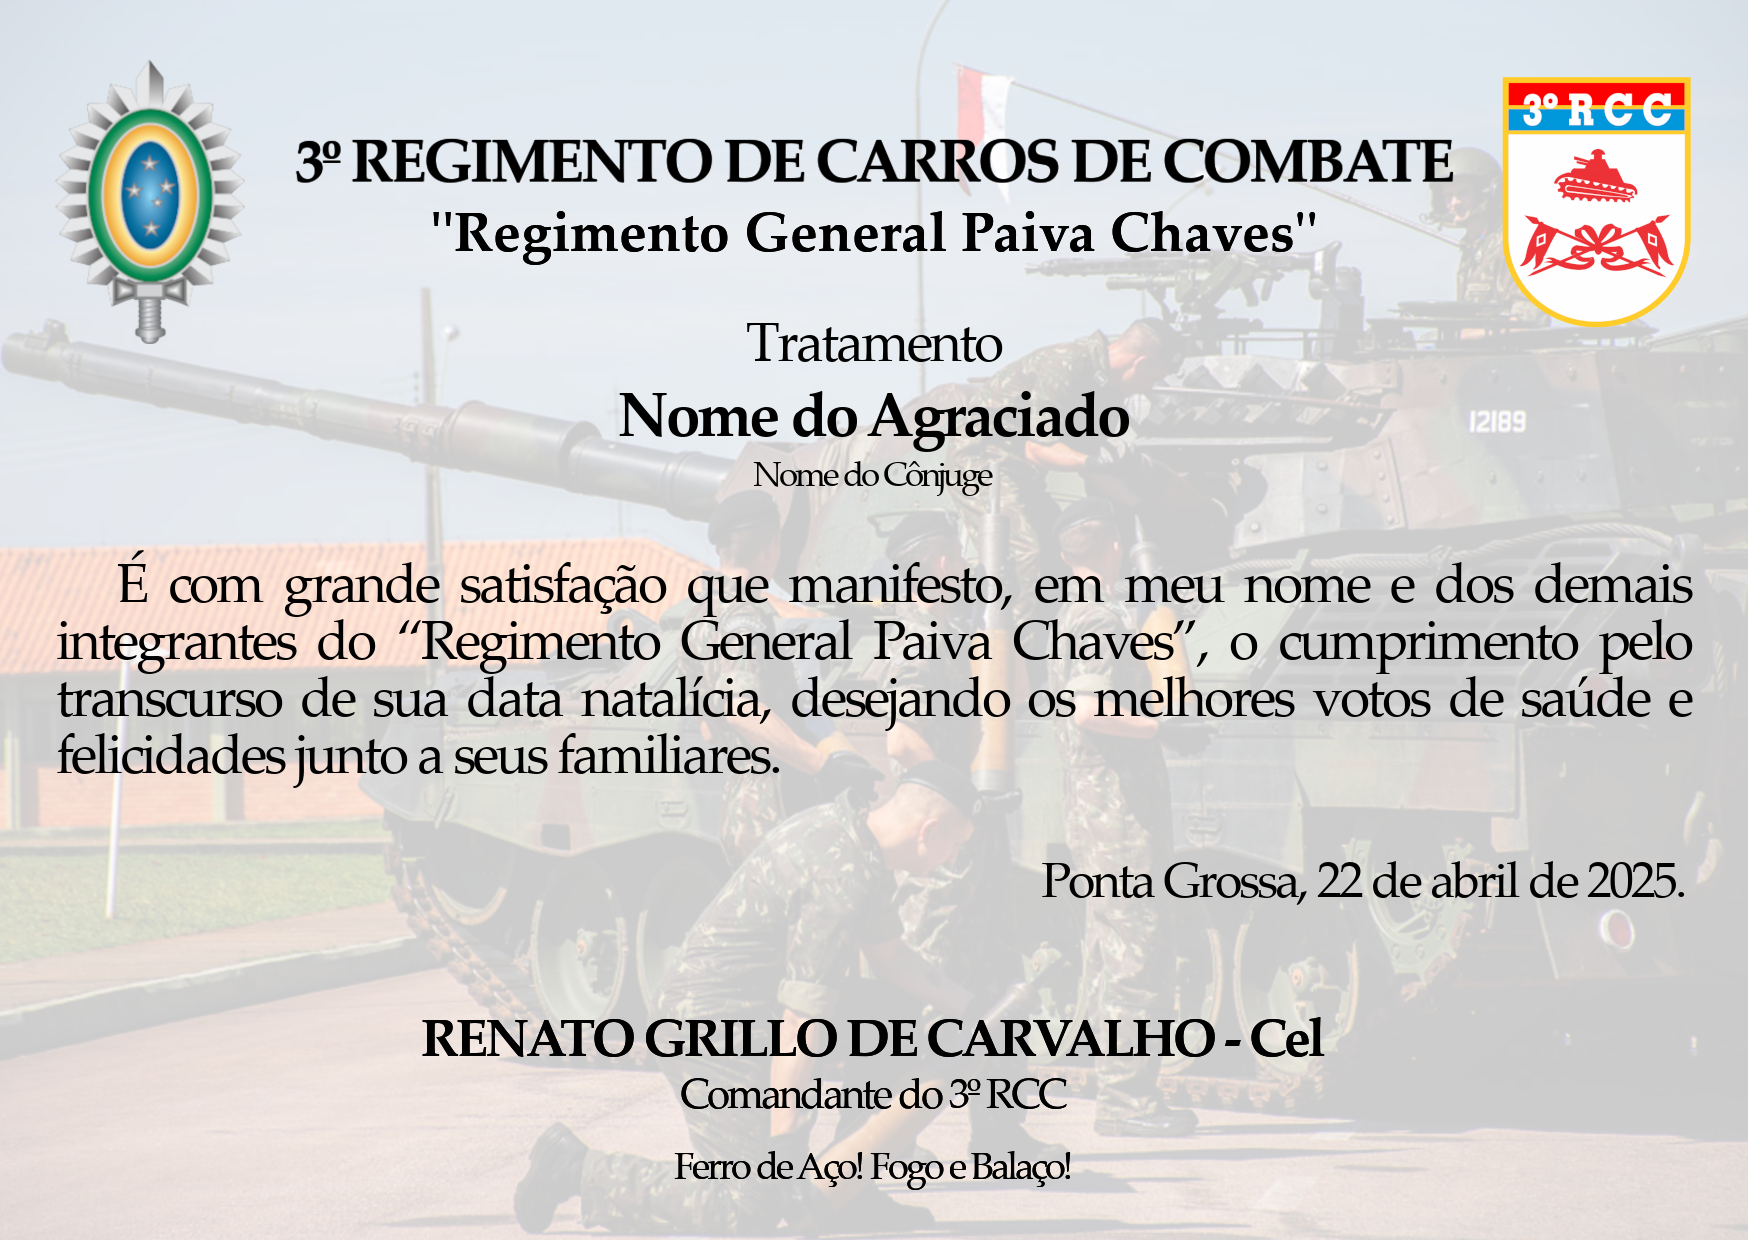 3º RCC
3º REGIMENTO DE CARROS DE COMBATE
"Regimento General Paiva Chaves"
Tratamento
Nome do Agraciado
12189
Nome do Cônjuge
É com grande satisfação que manifesto, em meu nome e dos demais
integrantes do “Regimento General Paiva Chaves”, o cumprimento pelo
transcurso de sua data natalícia, desejando os melhores votos de saúde e
felicidades junto a seus familiares.
Ponta Grossa, 22 de abril de 2025.
RENATO GRILLO DE CARVALHO - Cel
Comandante do 3º RCC
Ferro de Aço! Fogo e Balaço!